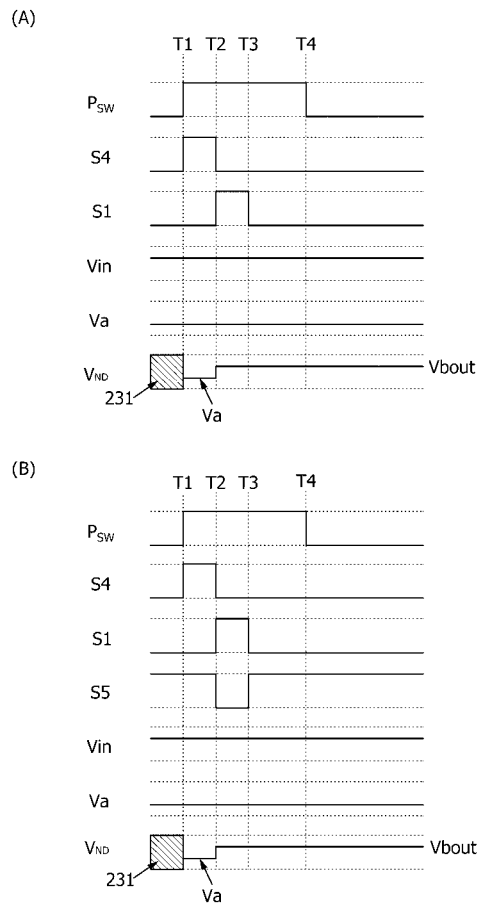 (A)
T1 T2 T3 T4
PSW
S4
S1
Vin
Va
VND
Vbout
231
Va
(B)
T1 T2 T3 T4
PSW
S4
S1
S5
Vin
Va
VND
Vbout
231
Va